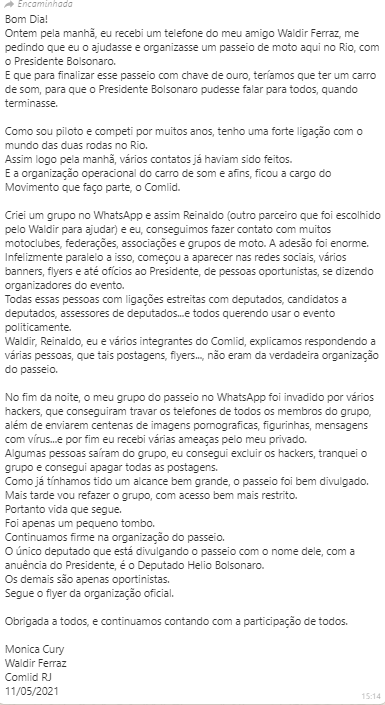 Encaminhada
Bom Dia!
Ontem pela manhã, eu recebi um telefone do meu amigo Waldir Ferraz, me
pedindo que eu o ajudasse e organizasse um passeio de moto aqui no Rio, com
o Presidente Bolsonaro.
E que para finalizar esse passeio com chave de ouro, teríamos que ter um carro
de som, para que o Presidente Bolsonaro pudesse falar para todos, quando
terminasse.
Como sou piloto e competi por muitos anos, tenho uma forte ligação com o
mundo das duas rodas no Rio.
Assim logo pela manhã, vários contatos já haviam sido feitos.
E a organização operacional do carro de som e afins, ficou a cargo do
Movimento que faço parte, o Comlid.
Criei um grupo no WhatsApp e assim Reinaldo (outro parceiro que foi escolhido
pelo Waldir para ajudar) e eu, conseguimos fazer contato com muitos
motoclubes, federações, associações e grupos de moto. A adesão foi enorme.
Infelizmente paralelo a isso, começou a aparecer nas redes sociais, vários
banners, flyers e até ofícios ao Presidente, de pessoas oportunistas, se dizendo
organizadores do evento.
Todas essas pessoas com ligações estreitas com deputados, candidatos a
deputados, assessores de deputados...e todos querendo usar o evento
politicamente.
Waldir, Reinaldo, eu e vários integrantes do Comlid, explicamos respondendo a
várias pessoas, que tais postagens, flyers..., não eram da verdadeira organização
do passeio.
No fim da noite, o meu grupo do passeio no WhatsApp foi invadido por vários
hackers, que conseguiram travar os telefones de todos os membros do grupo,
além de enviarem centenas de imagens pornograficas, figurinhas, mensagens
com vírus...e por fim eu recebi várias ameaças pelo meu privado.
Algumas pessoas saíram do grupo, eu consegui excluir os hackers, tranquei o
grupo e consegui apagar todas as postagens.
Como já tínhamos tido um alcance bem grande, o passeio foi bem divulgado.
Mais tarde vou refazer o grupo, com acesso bem mais restrito.
Portanto vida que segue.
Foi apenas um pequeno tombo.
Continuamos firme na organização do passeio.
O único deputado que está divulgando o passeio com o nome dele, com a
anuência do Presidente, é o Deputado Helio Bolsonaro.
Os demais são apenas oportinistas.
Segue o flyer da organização oficial.
Obrigada a todos, e continuamos contando com a participação de todos.
Monica Cury
Waldir Ferraz
Comlid RJ
11/05/2021
15:14